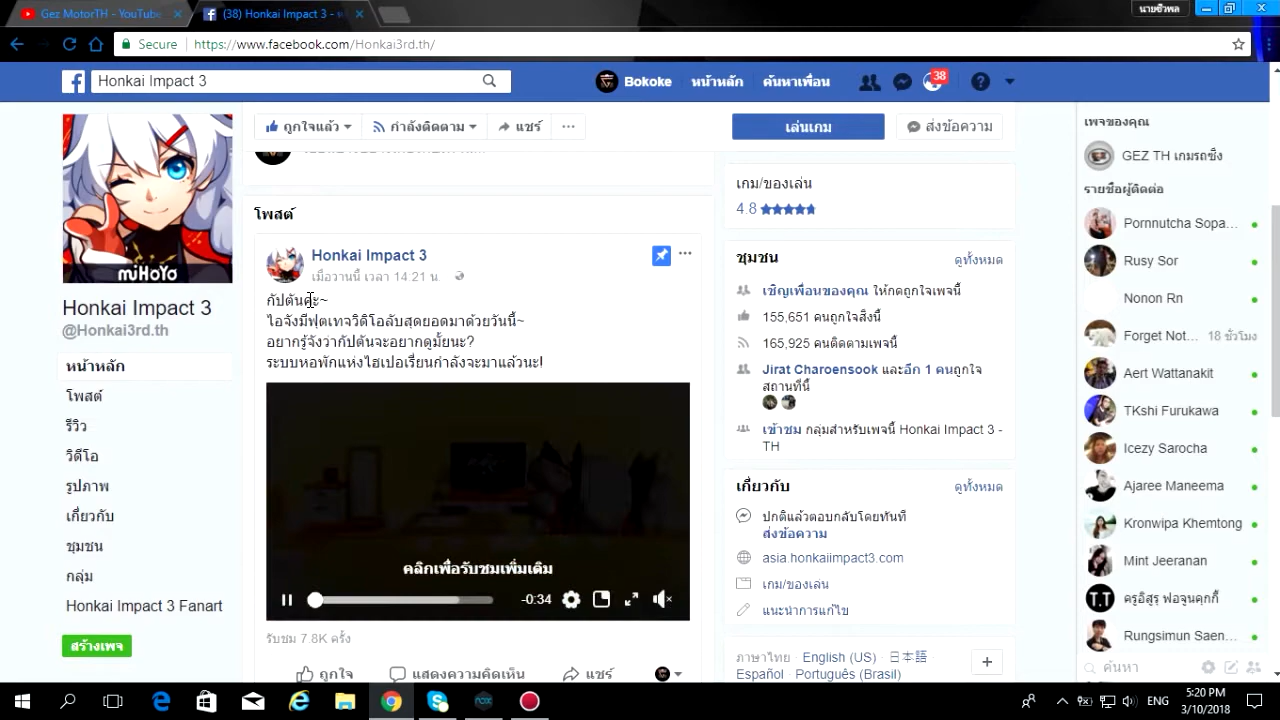 Gez MotorTH - YouTube
(38) Honkai Impact 3 - ห
นายชีวพล
Secure
https://www.facebook.com/Honkai3rd.th/
Honkai Impact 3
Bokoke
หน้าหลัก
ค้นหาเพื่อน
38
ถูกใจแล้ว
กำลังติดตาม
แชร์
เล่นเกม
ส่งข้อความ
miHoYo
Honkai Impact 3
@Honkai3rd.th
หน้าหลัก
โพสต์
รีวิว
วิดีโอ
รูปภาพ
เกี่ยวกับ
ชุมชน
กลุ่ม
Honkai Impact 3 Fanart
สร้างเพจ
โพสต์
Honkai Impact 3
เมื่อวานนี้ เวลา 14.21 น.
กัปตันค่ะ~
ไอจังมีฟุตเทจวิดิโอลับสุดยอดมาด้วยวันนี้~
อยากรู้จังว่ากัปตันจะอยากดูมั้ยนะ?
ระบบหอพักแห่งไฮเปอเรี่ยนกำลังจะมาแล้วนะ!
คลิกเพื่อรับชมเพิ่มเติม
-0:34
รับชม 7.8K ครั้ง
ถูกใจ
แสดงความคิดเห็น
แชร์
เกม/ของเล่น
4.8
ชุมชน
ดูทั้งหมด
เชิญเพื่อนของคุณ ให้กดถูกใจเพจนี้
155,651 คนถูกใจสิ่งนี้
165,925 คนติดตามเพจนี้
Jirat Charoensook และอีก 1 คนถูกใจ
สถานที่นี้
เข้าชม กลุ่มสำหรับเพจนี้ Honkai Impact 3 -
TH
เกี่ยวกับ
ดูทั้งหมด
ปกติแล้วตอบกลับโดยทันที
ส่งข้อความ
asia.honkaiimpact3.com
เกม/ของเล่น
แนะนำการแก้ไข
ภาษาไทย · English (US) · 日本語 ·
Español · Português (Brasil)
เพจของคุณ
GEZ TH เกมรถซิ่ง
รายชื่อผู้ติดต่อ
Pornnutcha Sopa...
Rusy Sor
Nonon Rn
Forget Not...
18 ชั่วโมง
Aert Wattanakit
TKshi Furukawa
Icezy Sarocha
Ajaree Maneema
Kronwipa Khemtong
Mint Jeeranan
T.T
ครูอิสูรุ ฟอจูนคุกกี้
Rungsimun Saen...
ค้นหา
ENG
5:20 PM
3/10/2018